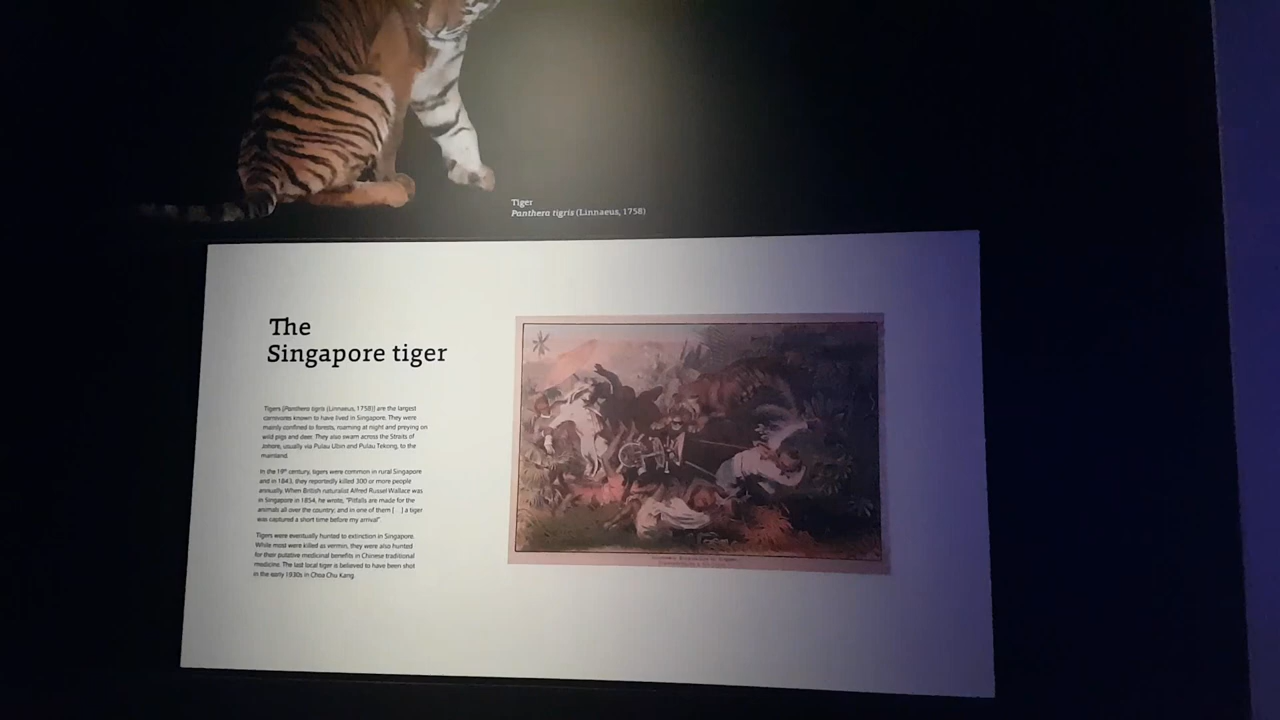 Tiger
Panthera tigris (Linnaeus, 1758)
The
Singapore tiger
Tigers [Panthera tigris (Linnaeus, 1758)] are the largest
carnivores known to have lived in Singapore. They were
mainly confined to forests, roaming at night and preying on
wild pigs and deer. They also swam across the Straits of
Johore, usually via Pulau Ubin and Pulau Tekong, to the
mainland.
In the 19th century, tigers were common in rural Singapore
and in 1843, they reportedly killed 300 or more people
annually. When British naturalist Alfred Russel Wallace was
in Singapore in 1854, he wrote, "Pitfalls are made for the
animals all over the country; and in one of them [...] a tiger
was captured a short time before my arrival"
Tigers were eventually hunted to extinction in Singapore.
While most were killed as vermin, they were also hunted
for their putative medicinal benefits in Chinese traditional
medicine. The last local tiger is believed to have been shot
in the early 1930s in Choa Chu Kang.